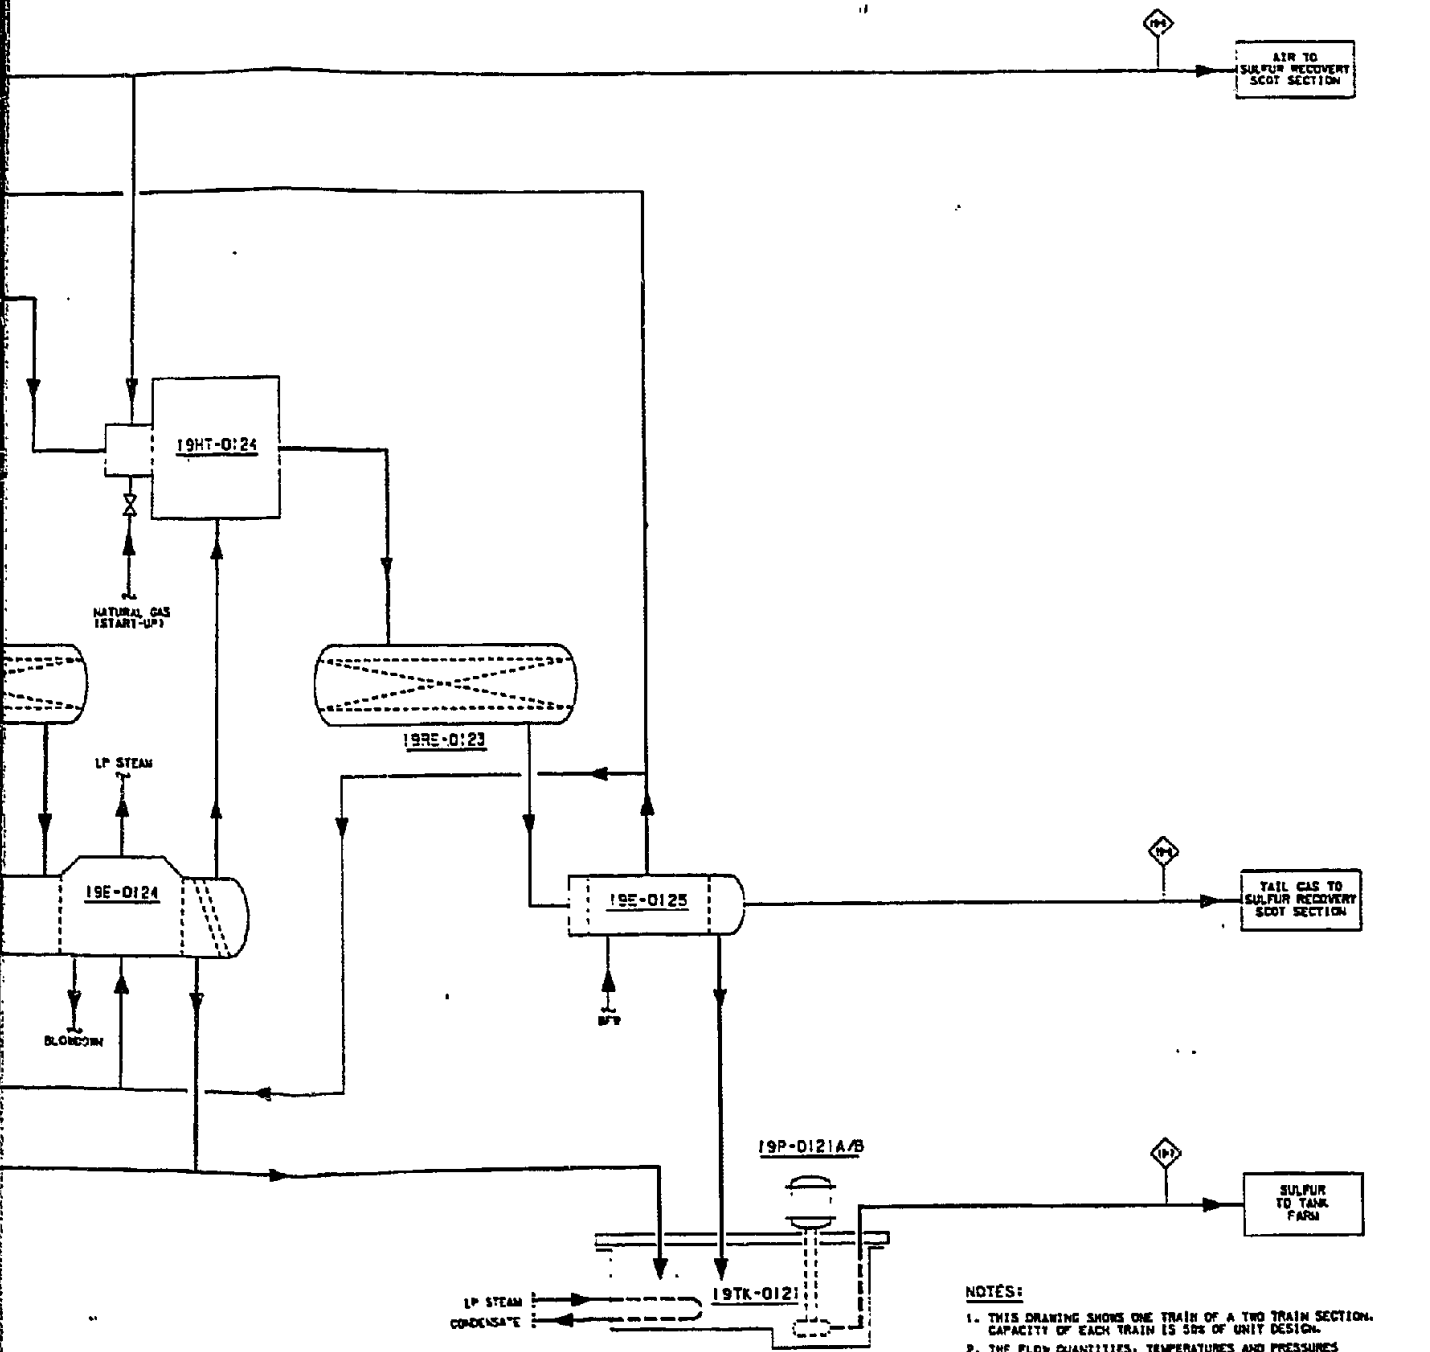 AIR TO
SULFUR RECOVERY
SCOT SECTION
19HT-0124
NATURAL GAS
(START-UP)
19RE-0123
LP STEAM
19E-0124
19E-0125
TAIL GAS TO
SULFUR RECOVERY
SCOT SECTION
BLOWDOWN
BFW
19P-0121A/B
SULFUR
TO TANK
FARM
19TK-0121
LP STEAM
CONDENSATE
NOTES:
1. THIS DRAWING SHOWS ONE TRAIN OF A TWO TRAIN SECTION.
CAPACITY OF EACH TRAIN IS 50% OF UNIT DESIGN.
2. THE FLOW QUANTITIES, TEMPERATURES AND PRESSURES